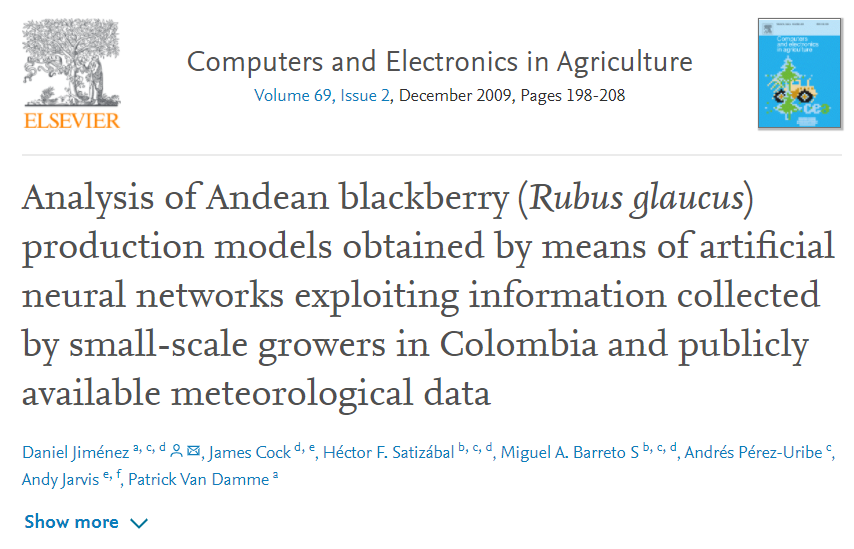 Computers and Electronics in Agriculture
Volume 69, Issue 2, December 2009, Pages 198-208
ELSEVIER
Computers
and electronics
in agriculture
Analysis of Andean blackberry (Rubus glaucus)
production models obtained by means of artificial
neural networks exploiting information collected
by small-scale growers in Colombia and publicly
available meteorological data
Daniel Jiménez a, c, d, James Cock d, e, Héctor F. Satizábal b, c, d, Miguel A. Barreto S b, c, d, Andrés Pérez-Uribe c,
Andy Jarvis e, f, Patrick Van Damme a
Show more